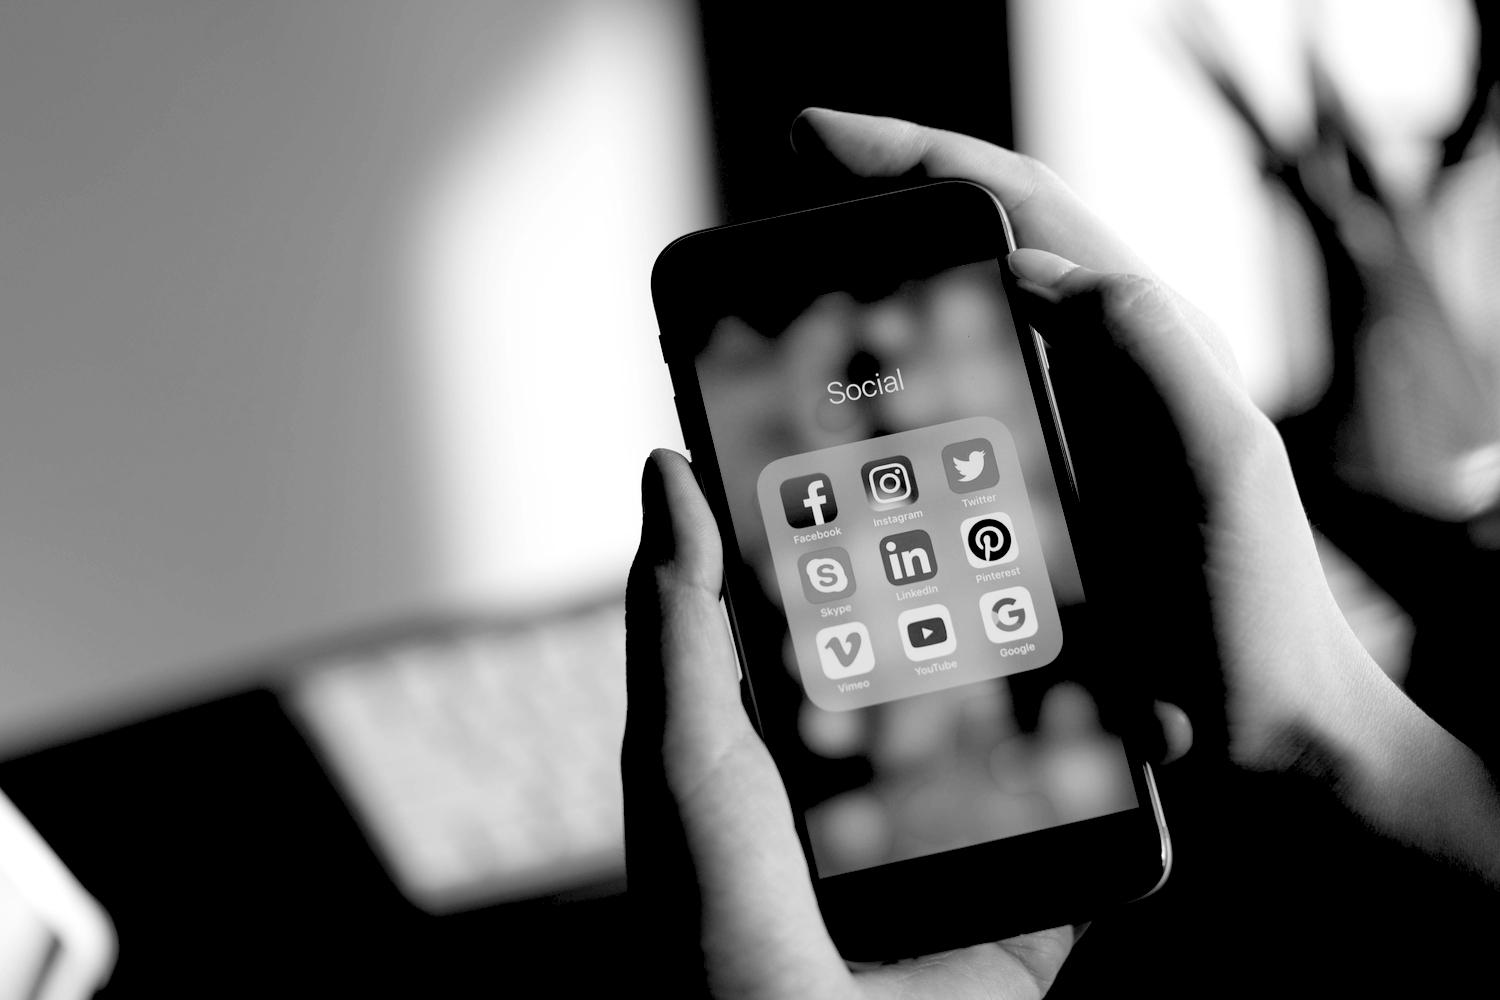 Social
Facebook Instagram Twitter
Skype LinkedIn Pinterest
Vimeo YouTube Google